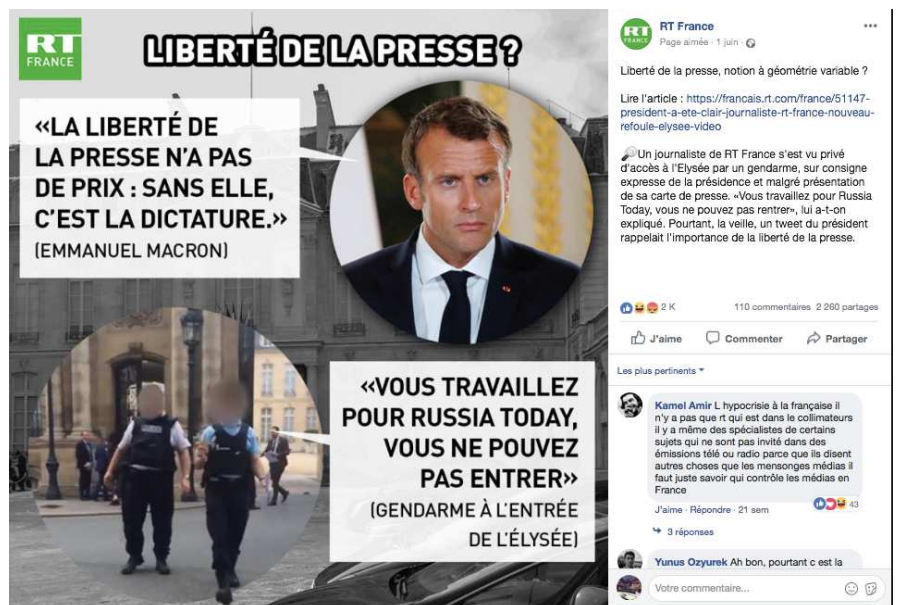 RT
FRANCE
LIBERTÉ DE LA PRESSE ?
«LA LIBERTÉ DE
LA PRESSE N'A PAS
DE PRIX : SANS ELLE,
C'EST LA DICTATURE.»
(EMMANUEL MACRON)
«VOUS TRAVAILLEZ
POUR RUSSIA TODAY,
VOUS NE POUVEZ
PAS ENTRER»
(GENDARME À L'ENTRÉE
DE L'ÉLYSÉE)
RT
FRANCE
RT France
Page aimée · 1 juin ·
Liberté de la presse, notion à géométrie variable ?
Lire l'article : https://francais.rt.com/france/51147-
president-a-ete-clair-journaliste-rt-france-nouveau-
refoule-elysee-video
Un journaliste de RT France s'est vu privé
d'accès à l'Elysée par un gendarme, sur consigne
expresse de la présidence et malgré présentation
de sa carte de presse. «Vous travaillez pour Russia
Today, vous ne pouvez pas rentrer», lui a-t-on
expliqué. Pourtant, la veille, un tweet du président
rappelait l'importance de la liberté de la presse.
2 K
110 commentaires 2 260 partages
J'aime Commenter Partager
Les plus pertinents
Kamel Amir L hypocrisie à la française il
n'y a pas que rt qui est dans le collimateurs
il y a même des spécialistes de certains
sujets qui ne sont pas invité dans des
émissions télé ou radio parce que ils disent
autres choses que les mensonges médias il
faut juste savoir qui contrôle les médias en
France
43
J'aime · Répondre · 21 sem
3 réponses
Yunus Ozyurek Ah bon, pourtant c est la
Votre commentaire...